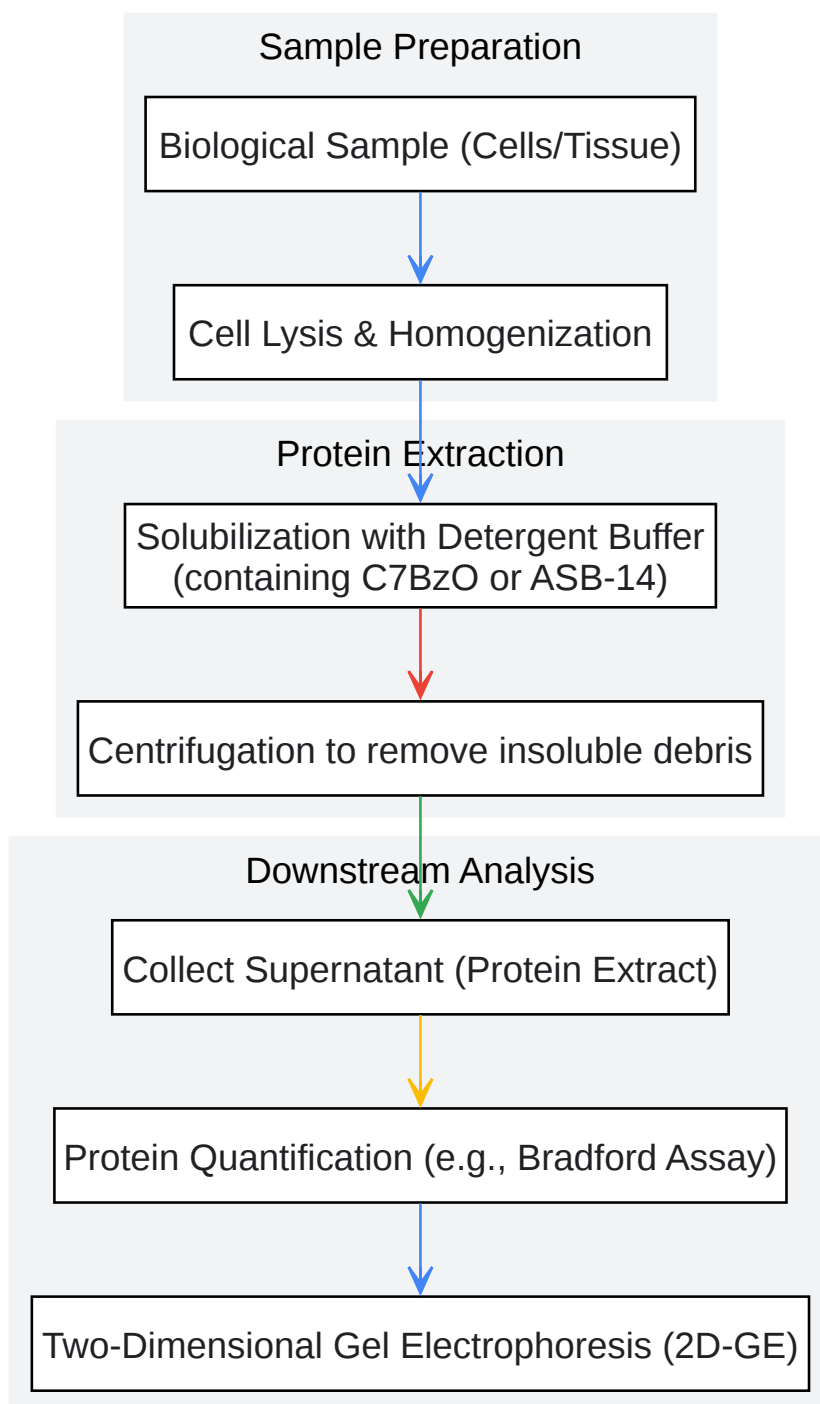 Sample Preparation
Biological Sample (Cells/Tissue)
Cell Lysis & Homogenization
Protein Extraction
Solubilization with Detergent Buffer
(containing C7BzO or ASB-14)
Centrifugation to remove insoluble debris
Downstream Analysis
Collect Supernatant (Protein Extract)
Protein Quantification (e.g., Bradford Assay)
Two-Dimensional Gel Electrophoresis (2D-GE)